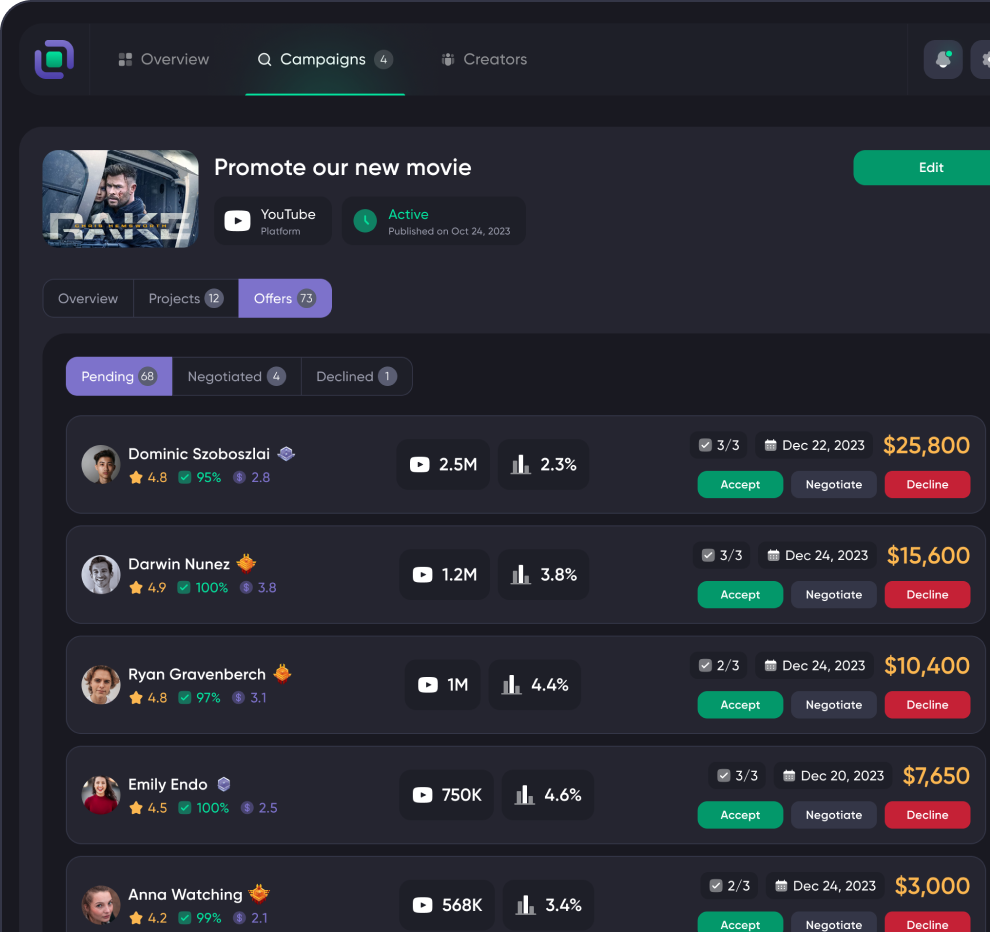 Overview
Campaigns 4
Creators
Promote our new movie
Edit
YouTube
Platform
Active
Published on Oct 24, 2023
CHRIS HEMSWORTH
RAKE
Overview
Projects 12
Offers 73
Pending 68
Negotiated 4
Declined 1
Dominic Szoboszlai
4.8 95% $ 2.8
2.5M
2.3%
3/3
Dec 22, 2023
$25,800
Accept
Negotiate
Decline
Darwin Nunez
4.9 100% $ 3.8
1.2M
3.8%
3/3
Dec 24, 2023
$15,600
Accept
Negotiate
Decline
Ryan Gravenberch
4.8 97% $ 3.1
1M
4.4%
2/3
Dec 24, 2023
$10,400
Accept
Negotiate
Decline
Emily Endo
4.5 100% $ 2.5
750K
4.6%
3/3
Dec 20, 2023
$7,650
Accept
Negotiate
Decline
Anna Watching
4.2 99% $ 2.1
568K
3.4%
2/3
Dec 24, 2023
$3,000
Accept
Negotiate
Decline